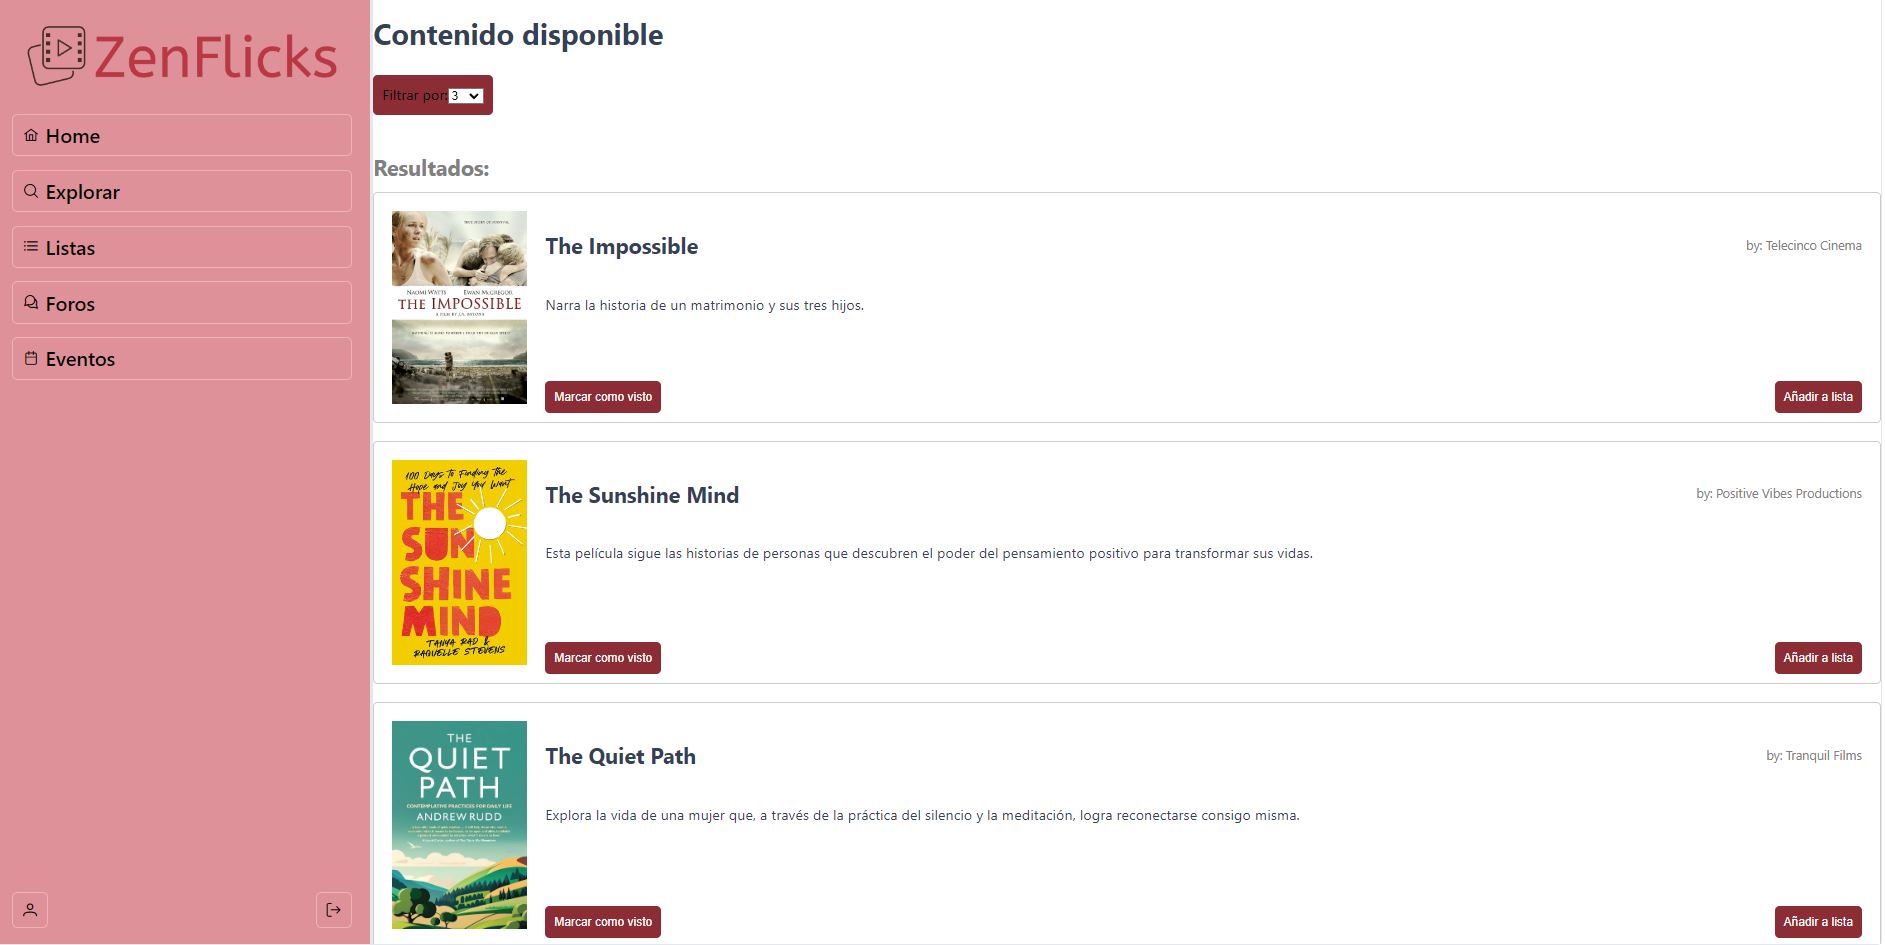 ZenFlicks
Home
Explorar
Listas
Foros
Eventos
Contenido disponible
Filtrar por: 3
Resultados:
TRUE STORY OF SURVIVAL
NAOMI WATTS EWAN MCGREGOR
THE IMPOSSIBLE
A FILM BY J.A. BAYONA
The Impossible
by: Telecinco Cinema
Narra la historia de un matrimonio y sus tres hijos.
Marcar como visto
Añadir a lista
100 Days to Finding the
Hope and Joy You Want
THE
SUN
SHINE
MIND
TANYA RAD &
RAQUELLE STEVENS
The Sunshine Mind
by: Positive Vibes Productions
Esta película sigue las historias de personas que descubren el poder del pensamiento positivo para transformar sus vidas.
Marcar como visto
Añadir a lista
THE
QUIET
PATH
CONTEMPLATIVE PRACTICES FOR DAILY LIFE
ANDREW RUDD
The Quiet Path
by: Tranquil Films
Explora la vida de una mujer que, a través de la práctica del silencio y la meditación, logra reconectarse consigo misma.
Marcar como visto
Añadir a lista